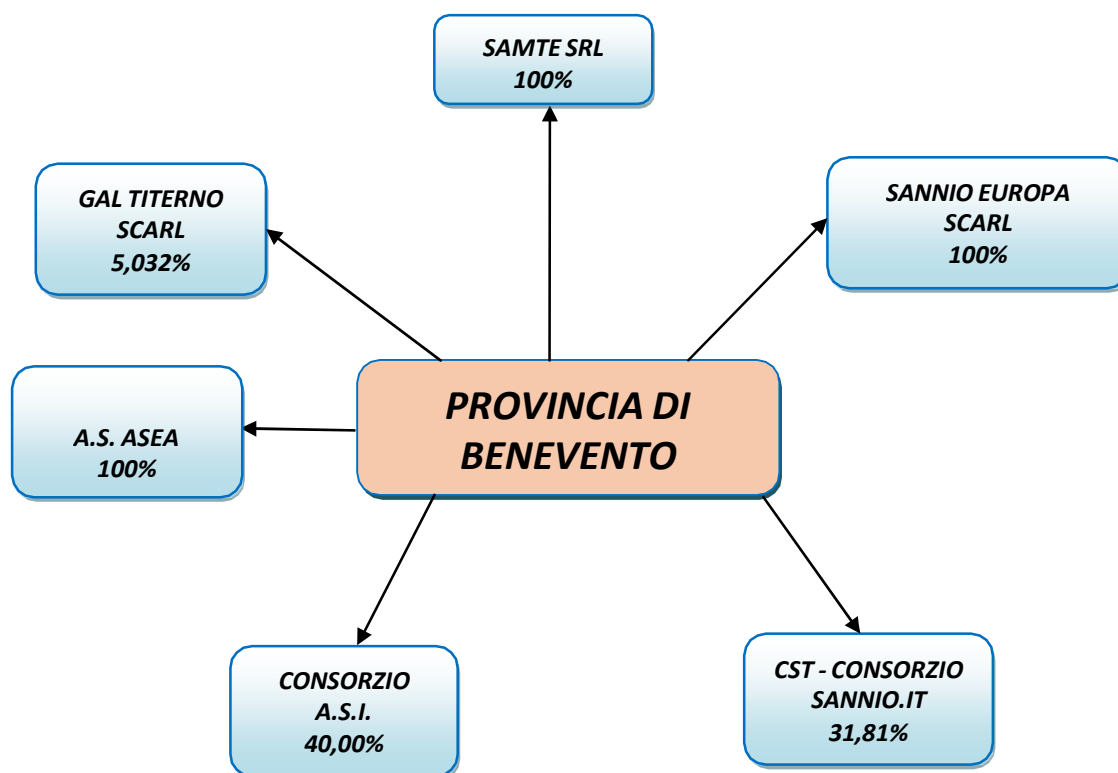 SAMTE SRL
100%
GAL TITERNO
SCARL
5,032%
SANNIO EUROPA
SCARL
100%
PROVINCIA DI
BENEVENTO
A.S. ASEA
100%
CONSORZIO
A.S.I.
40,00%
CST - CONSORZIO
SANNIO.IT
31,81%